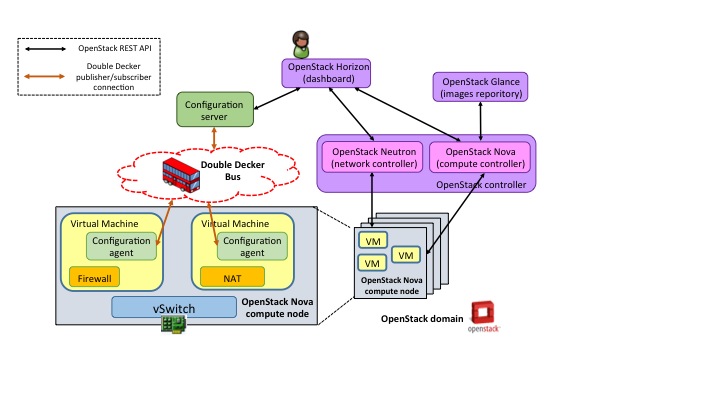 OpenStack REST API
Double Decker
publisher/subscriber
connection
OpenStack Horizon
(dashboard)
OpenStack Glance
(images reporitory)
Configuration
server
OpenStack Neutron
(network controller)
OpenStack Nova
(compute controller)
OpenStack controller
Double Decker
Bus
Virtual Machine
Configuration
agent
Firewall
Virtual Machine
Configuration
agent
NAT
vSwitch
OpenStack Nova
compute node
VM
VM
VM
OpenStack Nova
compute node
OpenStack domain
openstack